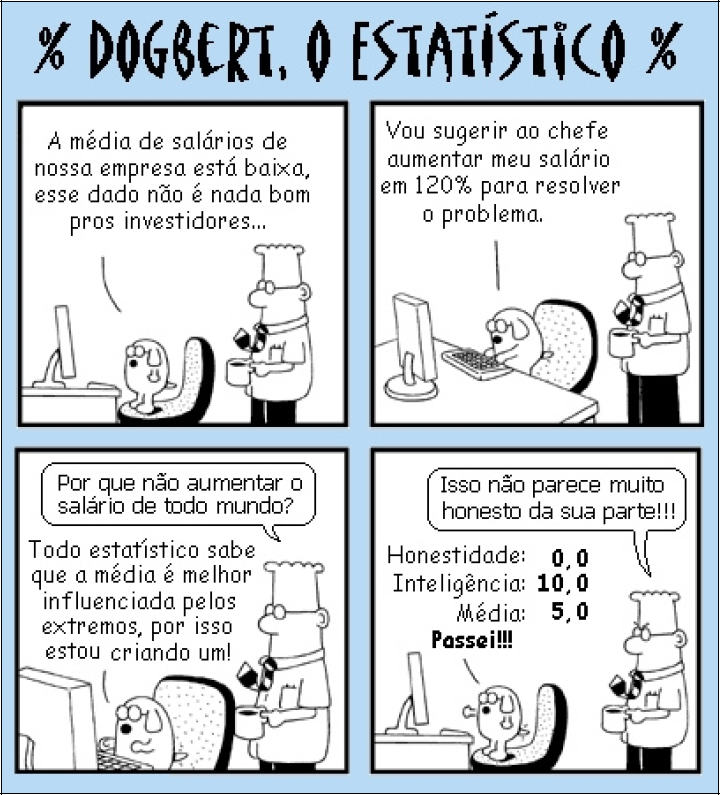 % DOGBERT, O ESTATÍSTICO %
A média de salários de
nossa empresa está baixa,
esse dado não é nada bom
pros investidores...
Vou sugerir ao chefe
aumentar meu salário
em 120% para resolver
o problema.
Por que não aumentar o
salário de todo mundo?
Todo estatístico sabe
que a média é melhor
influenciada pelos
extremos, por isso
estou criando um!
Isso não parece muito
honesto da sua parte!!!
Honestidade: 0,0
Inteligência: 10,0
Média: 5,0
Passei!!!